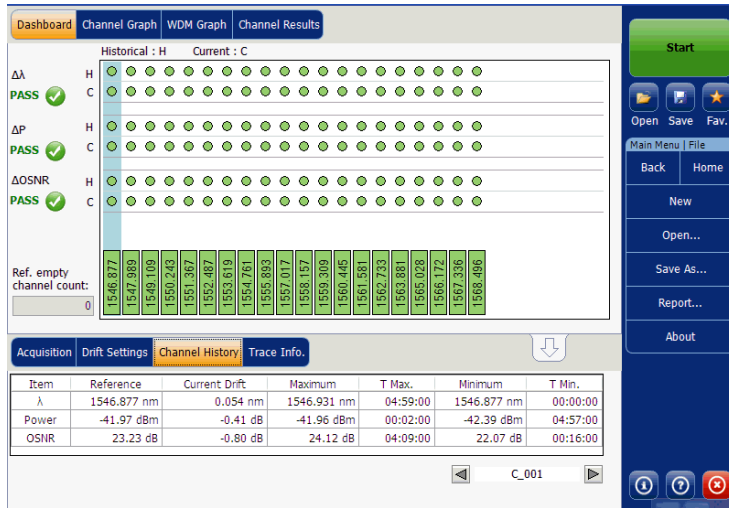 Dashboard Channel Graph WDM Graph Channel Results
Historical : H Current : C
Δλ H
PASS C
ΔP H
PASS C
ΔOSNR H
PASS C
Ref. empty
channel count:
0
1546.877 1547.989 1549.109 1550.243 1551.367 1552.487 1553.619 1554.761 1555.893 1557.017 1558.157 1559.309 1560.445 1561.581 1562.733 1563.881 1565.028 1566.172 1567.336 1568.496
Acquisition Drift Settings Channel History Trace Info.
Item Reference Current Drift Maximum T Max. Minimum T Min.
λ 1546.877 nm 0.054 nm 1546.931 nm 04:59:00 1546.877 nm 00:00:00
Power -41.97 dBm -0.41 dB -41.96 dBm 00:02:00 -42.39 dBm 04:57:00
OSNR 23.23 dB -0.80 dB 24.12 dB 04:09:00 22.07 dB 00:16:00
C_001
Start
Open Save Fav.
Main Menu | File
Back Home
New
Open...
Save As...
Report...
About